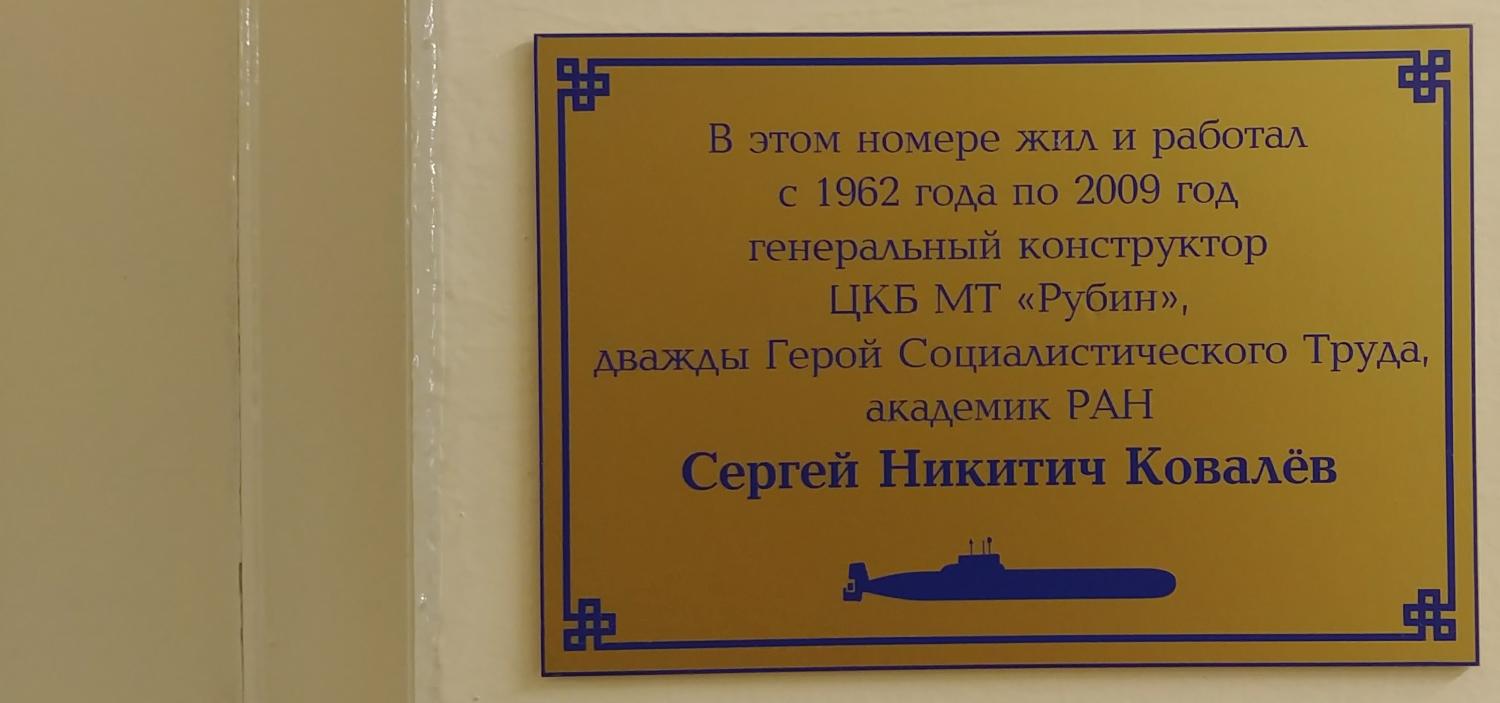 В этом номере жил и работал
с 1962 года по 2009 год
генеральный конструктор
ЦКБ МТ «Рубин»,
дважды Герой Социалистического Труда,
академик РАН
Сергей Никитич Ковалёв